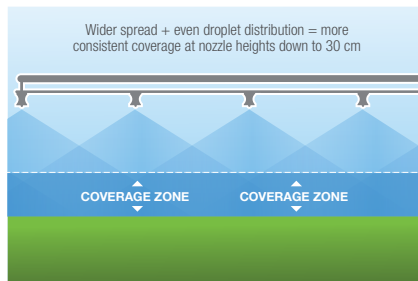 Wider spread + even droplet distribution = more
consistent coverage at nozzle heights down to 30 cm
COVERAGE ZONE COVERAGE ZONE